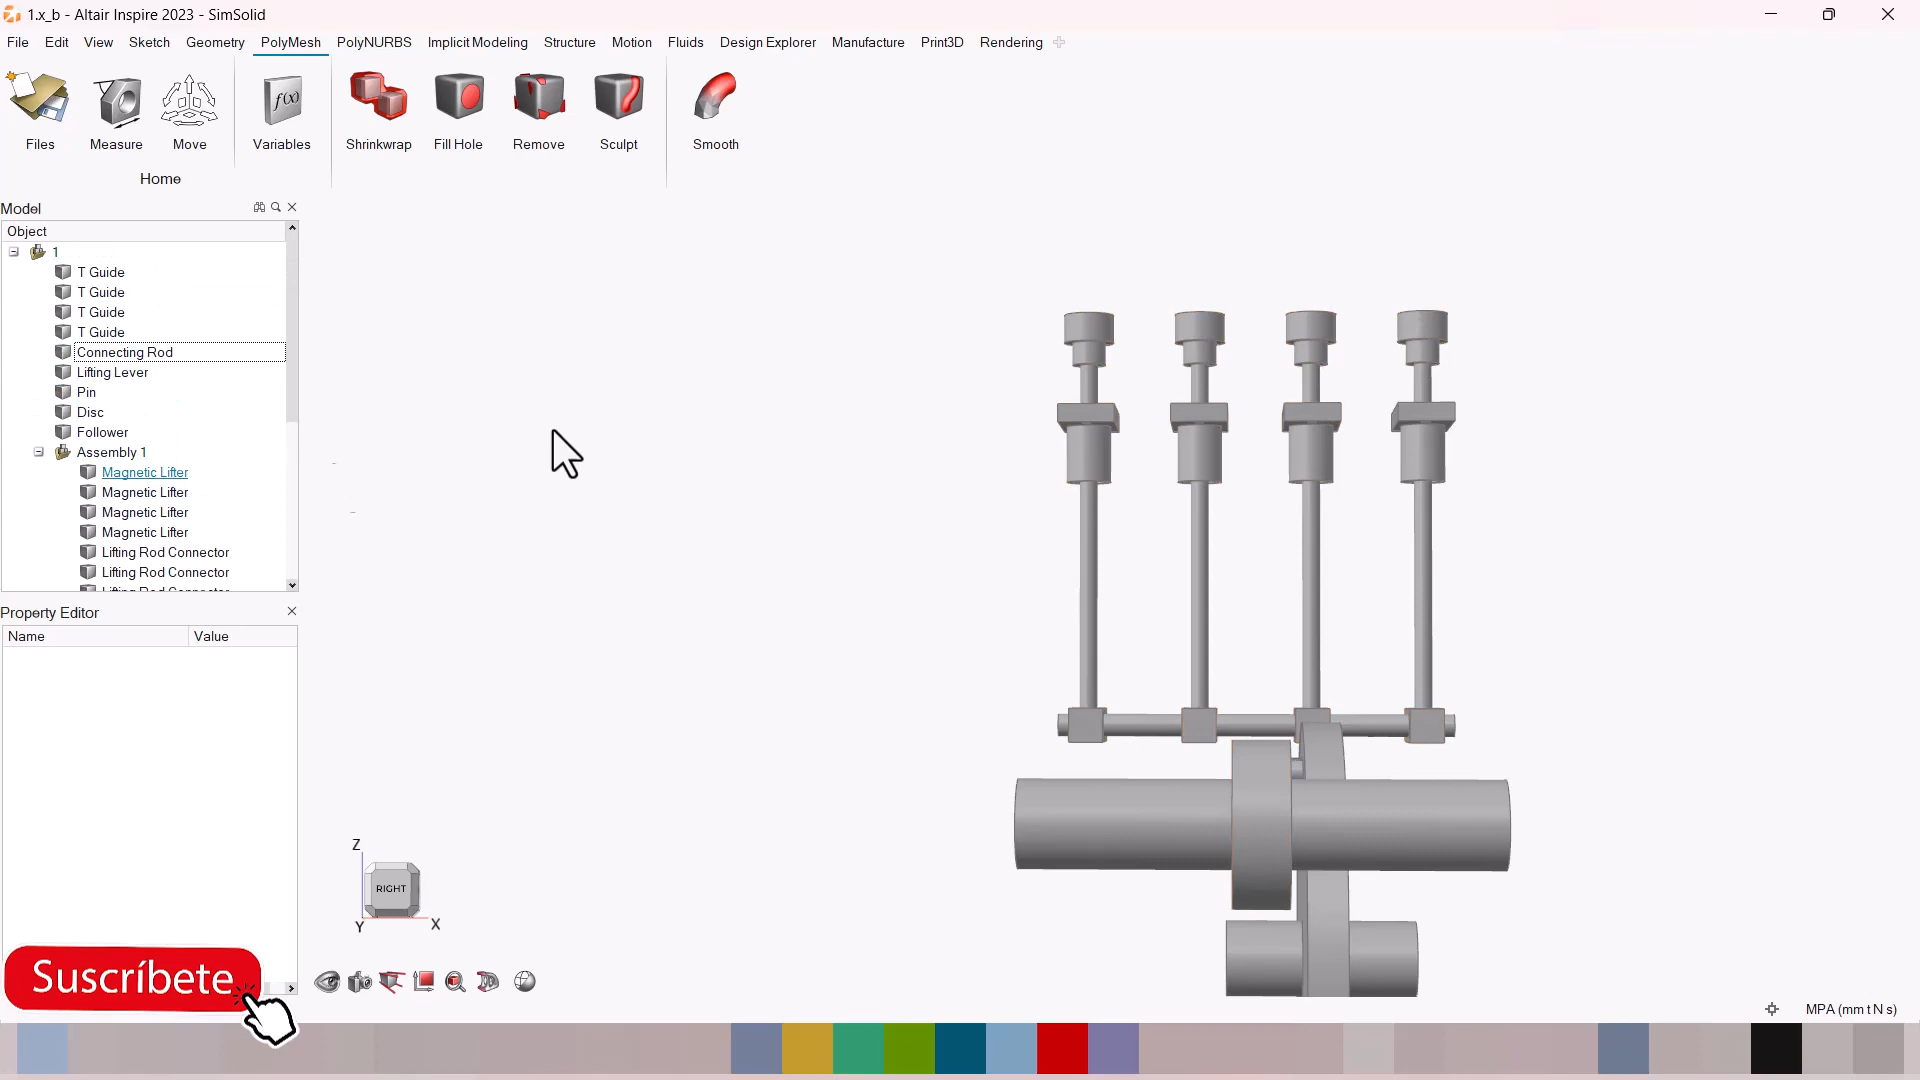 1.x_b - Altair Inspire 2023 - SimSolid
File Edit View Sketch Geometry PolyMesh PolyNURBS Implicit Modeling Structure Motion Fluids Design Explorer Manufacture Print3D Rendering
f(x)
Files Measure Move Variables Shrinkwrap Fill Hole Remove Sculpt Smooth
Home
Model
Object
1
T Guide
T Guide
T Guide
T Guide
Connecting Rod
Lifting Lever
Pin
Disc
Follower
Assembly 1
Magnetic Lifter
Magnetic Lifter
Magnetic Lifter
Magnetic Lifter
Lifting Rod Connector
Lifting Rod Connector
Lifting Rod Connector
Property Editor
Name Value
Z
RIGHT
Y X
Suscríbete
MPA (mm t N s)